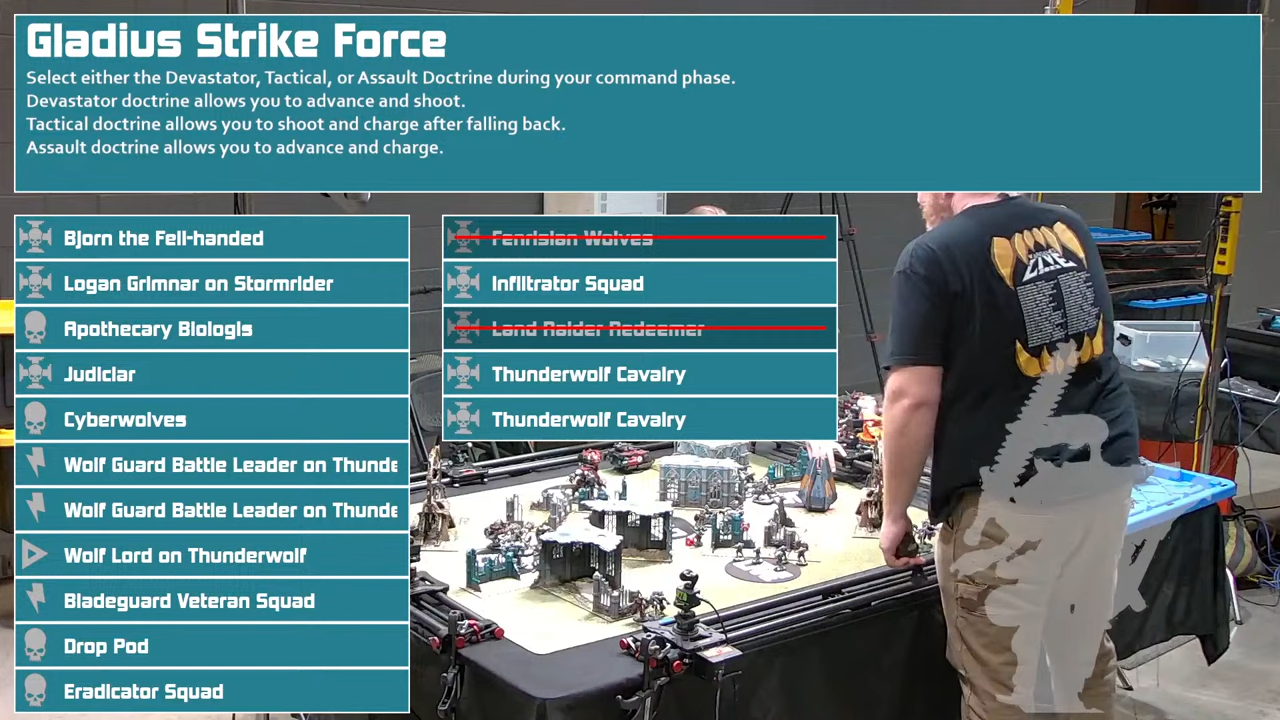 Gladius Strike Force
Select either the Devastator, Tactical, or Assault Doctrine during your command phase.
Devastator doctrine allows you to advance and shoot.
Tactical doctrine allows you to shoot and charge after falling back.
Assault doctrine allows you to advance and charge.
Bjorn the Fell-handed
Logan Grimnar on Stormrider
Apothecary Biologis
Judiciar
Cyberwolves
Wolf Guard Battle Leader on Thunde
Wolf Guard Battle Leader on Thunde
Wolf Lord on Thunderwolf
Bladeguard Veteran Squad
Drop Pod
Eradicator Squad
Fenrisian Wolves
Infiltrator Squad
Land Raider Redeemer
Thunderwolf Cavalry
Thunderwolf Cavalry
LIVE